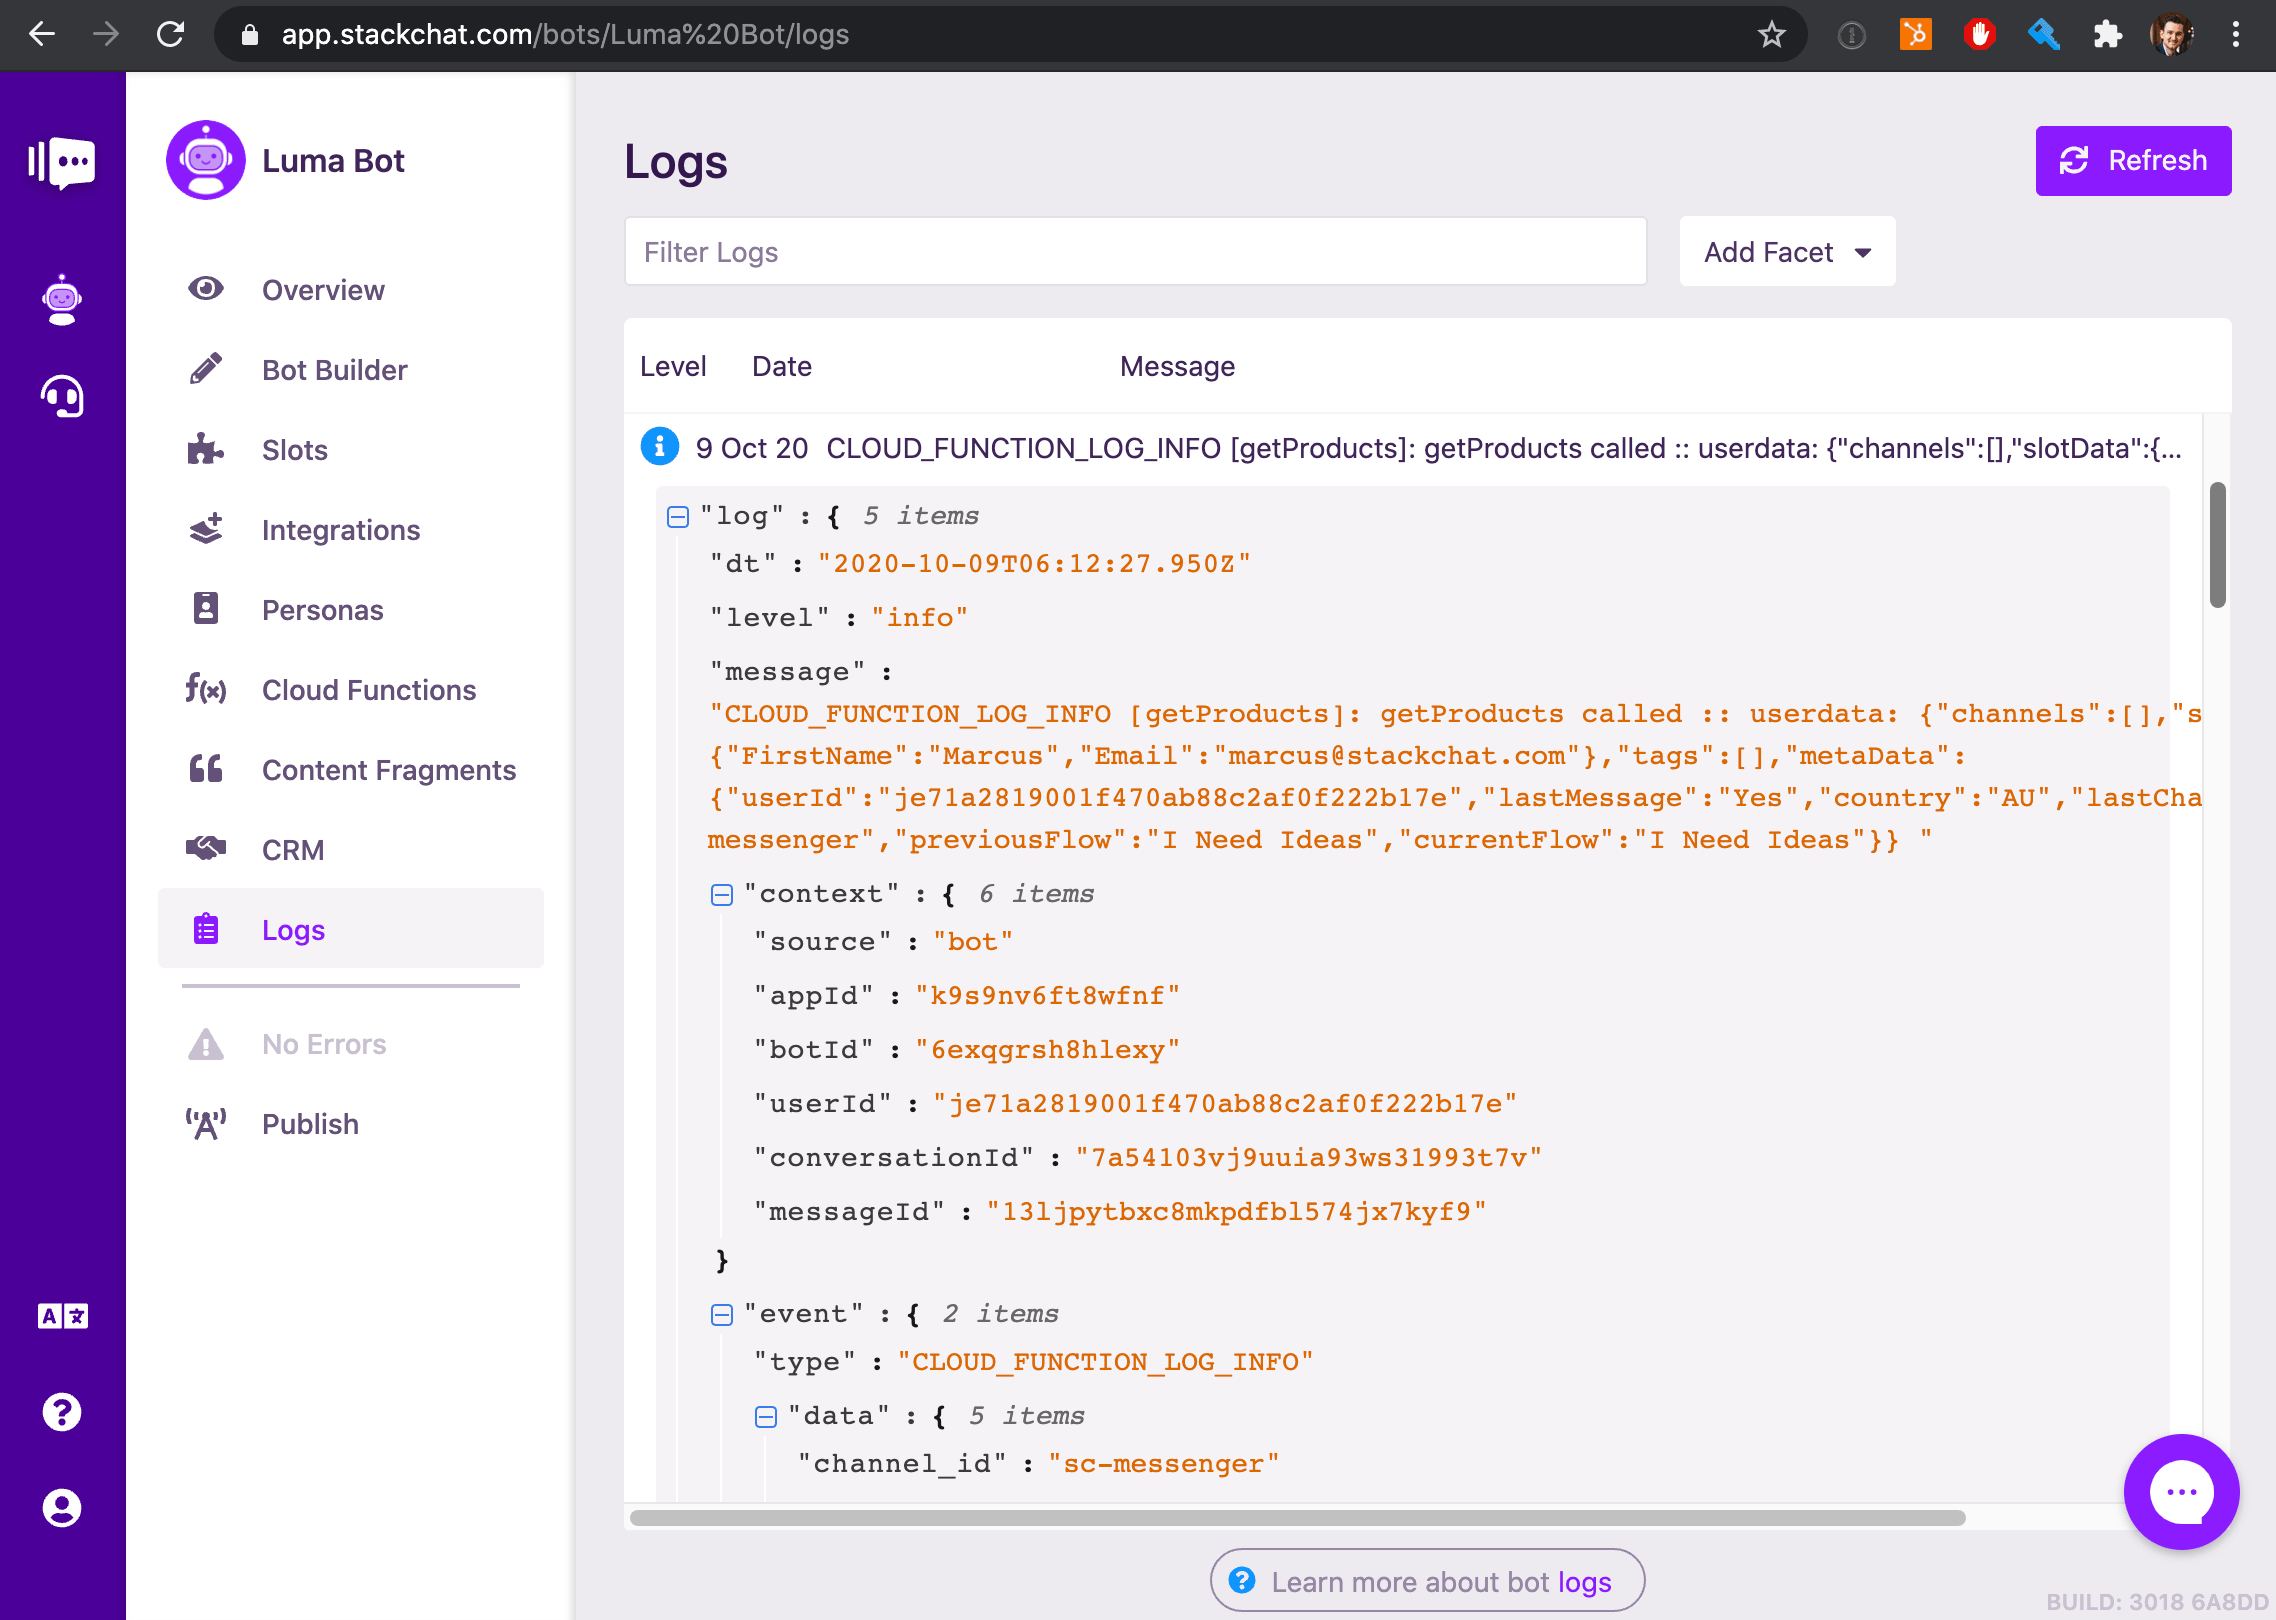 app.stackchat.com/bots/Luma%20Bot/logs
Luma Bot
Overview
Bot Builder
Slots
Integrations
Personas
Cloud Functions
Content Fragments
CRM
Logs
No Errors
Publish
Logs
Refresh
Filter Logs
Add Facet
Level Date Message
9 Oct 20 CLOUD_FUNCTION_LOG_INFO [getProducts]: getProducts called :: userdata: {"channels":[],"slotData":{...
"log" : { 5 items
"dt" : "2020-10-09T06:12:27.950Z"
"level" : "info"
"message" :
"CLOUD_FUNCTION_LOG_INFO [getProducts]: getProducts called :: userdata: {"channels":[],"s
{"FirstName":"Marcus","Email":"marcus@stackchat.com"},"tags":[],"metaData":
{"userId":"je71a2819001f470ab88c2af0f222b17e","lastMessage":"Yes","country":"AU","lastCha
messenger","previousFlow":"I Need Ideas","currentFlow":"I Need Ideas"}} "
"context" : { 6 items
"source" : "bot"
"appId" : "k9s9nv6ft8wfnf"
"botId" : "6exqgrsh8hlexy"
"userId" : "je71a2819001f470ab88c2af0f222b17e"
"conversationId" : "7a54103vj9uuia93ws31993t7v"
"messageId" : "13ljpytbxc8mkpdfbl574jx7kyf9"
}
"event" : { 2 items
"type" : "CLOUD_FUNCTION_LOG_INFO"
"data" : { 5 items
"channel_id" : "sc-messenger"
Learn more about bot logs
BUILD: 3018 6A8DD